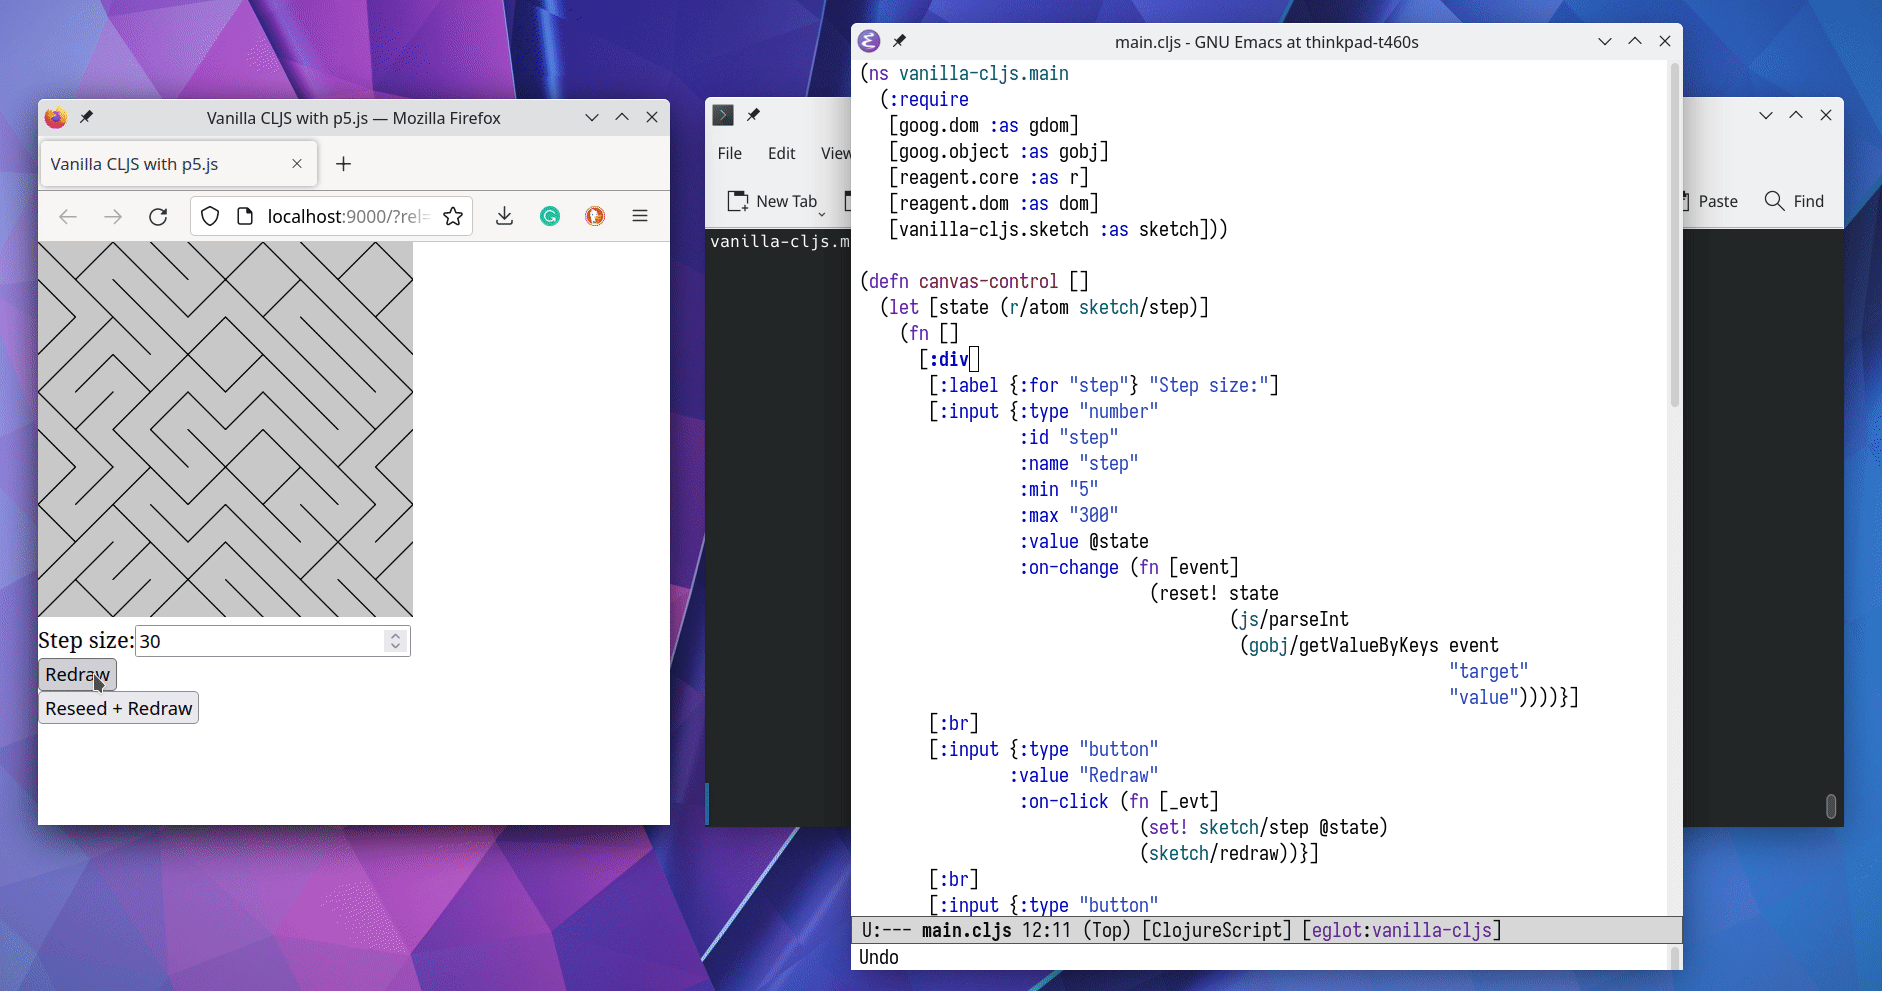 Vanilla CLJS with p5.js — Mozilla Firefox
Vanilla CLJS with p5.js
localhost:9000/?rel=
Step size: 30
Redraw
Reseed + Redraw
File Edit View
New Tab
Paste Find
vanilla-cljs.m
main.cljs - GNU Emacs at thinkpad-t460s
(ns vanilla-cljs.main
  (:require
   [goog.dom :as gdom]
   [goog.object :as gobj]
   [reagent.core :as r]
   [reagent.dom :as dom]
   [vanilla-cljs.sketch :as sketch]))
(defn canvas-control []
  (let [state (r/atom sketch/step)]
    (fn []
      [:div]
       [:label {:for "step"} "Step size:"]
       [:input {:type "number"
                :id "step"
                :name "step"
                :min "5"
                :max "300"
                :value @state
                :on-change (fn [event]
                             (reset! state
                                     (js/parseInt
                                      (gobj/getValueByKeys event
                                                           "target"
                                                           "value"))))}]
       [:br]
       [:input {:type "button"
               :value "Redraw"
                :on-click (fn [_evt]
                            (set! sketch/step @state)
                            (sketch/redraw))}]
       [:br]
       [:input {:type "button"
U:--- main.cljs 12:11 (Top) [ClojureScript] [eglot:vanilla-cljs]
Undo